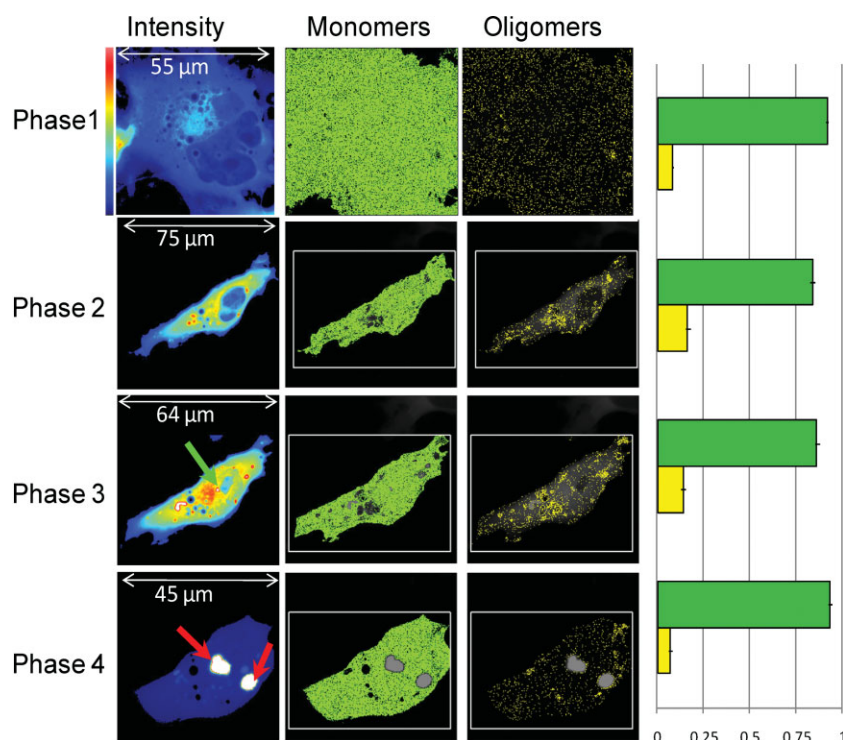 Intensity Monomers Oligomers
55 μm
Phase1
75 μm
Phase 2
64 μm
Phase 3
45 μm
Phase 4
0 0.25 0.5 0.75 1